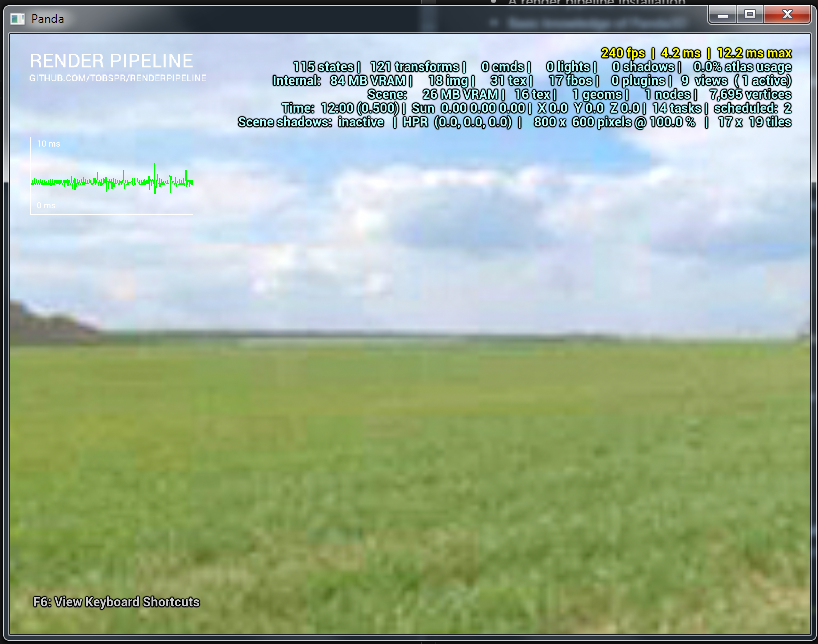 A render pipeline installation
Panda
RENDER PIPELINE
GITHUB.COM/TOBSPR/RENDERPIPELINE
240 fps | 4.2 ms | 12.2 ms max
115 states | 121 transforms | 0 cmds | 0 lights | 0 shadows | 0.0% atlas usage
Internal: 84 MB VRAM | 18 img | 31 tex | 17 fbos | 0 plugins | 9 views ( 1 active)
Scene: 26 MB VRAM | 16 tex | 1 geoms | 1 nodes | 7,695 vertices
Time: 12:00 (0.500) | Sun 0.00 0.00 0.00 | X 0.0 Y 0.0 Z 0.0 | 14 tasks | scheduled: 2
Scene shadows: inactive | HPR (0.0, 0.0, 0.0) | 800 x 600 pixels @ 100.0 % | 17 x 19 tiles
10 ms
0 ms
F6: View Keyboard Shortcuts